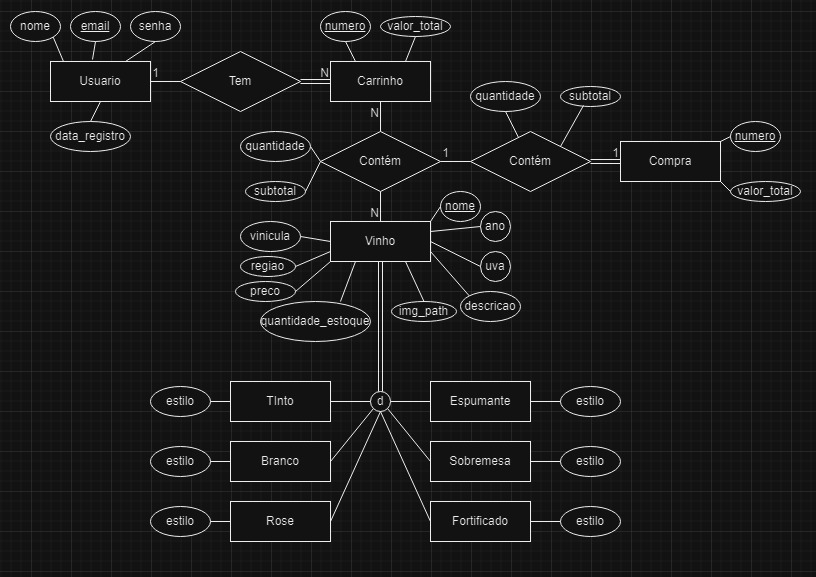 nome
email
senha
numero
valor_total
Usuario
1
Tem
N
Carrinho
data_registro
N
quantidade
subtotal
quantidade
subtotal
Contém
1
Contém
1
Compra
numero
valor_total
N
nome
ano
vinicula
Vinho
regiao
uva
preco
quantidade_estoque
img_path
descricao
estilo
TInto
d
Espumante
estilo
estilo
Branco
Sobremesa
estilo
estilo
Rose
Fortificado
estilo